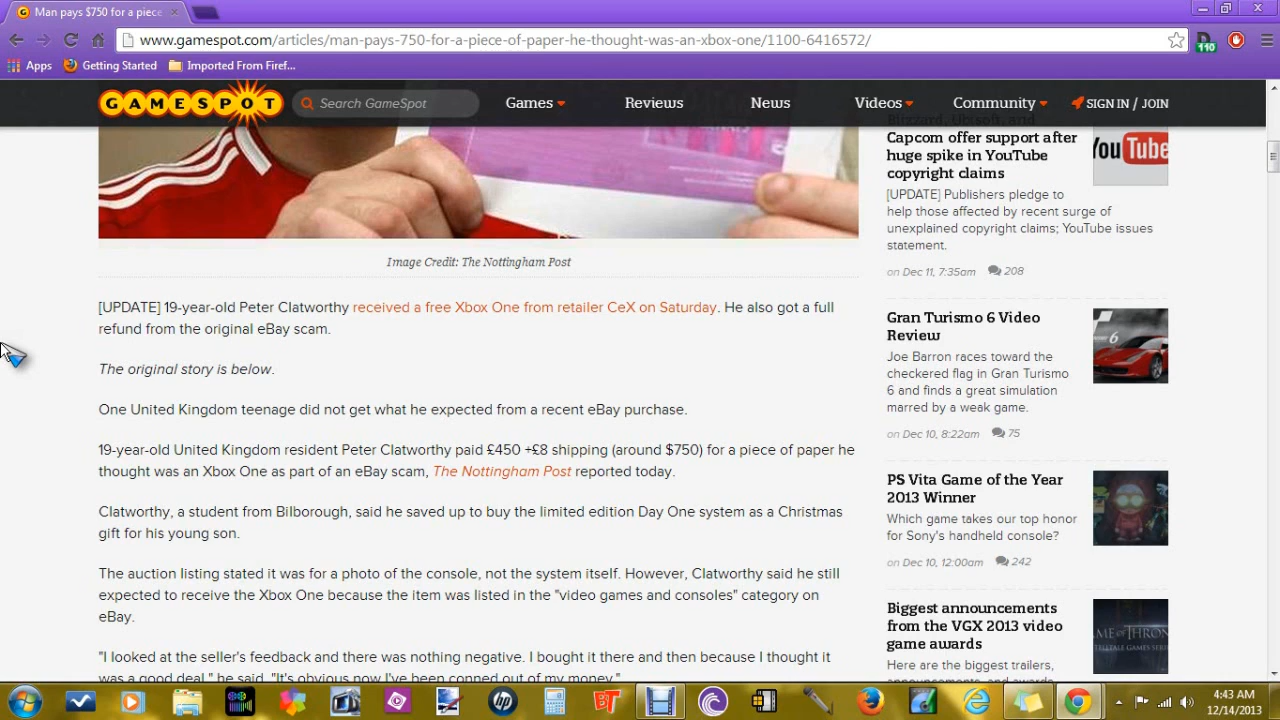 Man pays $750 for a piece
www.gamespot.com/articles/man-pays-750-for-a-piece-of-paper-he-thought-was-an-xbox-one/1100-6416572/
110
Apps
Getting Started
Imported From Firef...
GAMESPOT
Search GameSpot
Games
Reviews
News
Videos
Community
SIGN IN / JOIN
Image Credit: The Nottingham Post
[UPDATE] 19-year-old Peter Clatworthy received a free Xbox One from retailer CeX on Saturday. He also got a full
refund from the original eBay scam.
The original story is below.
One United Kingdom teenage did not get what he expected from a recent eBay purchase.
19-year-old United Kingdom resident Peter Clatworthy paid £450 +£8 shipping (around $750) for a piece of paper he
thought was an Xbox One as part of an eBay scam, The Nottingham Post reported today.
Clatworthy, a student from Bilborough, said he saved up to buy the limited edition Day One system as a Christmas
gift for his young son.
The auction listing stated it was for a photo of the console, not the system itself. However, Clatworthy said he still
expected to receive the Xbox One because the item was listed in the "video games and consoles" category on
eBay.
"I looked at the seller's feedback and there was nothing negative. I bought it there and then because I thought it
was a good deal," he said. "It's obvious now I've been conned out of my money."
Blizzard, Ubisoft, and
Capcom offer support after
huge spike in YouTube
copyright claims
You Tube
[UPDATE] Publishers pledge to
help those affected by recent surge of
unexplained copyright claims; YouTube issues
statement.
on Dec 11, 7:35am 208
Gran Turismo 6 Video
Review
6
Joe Barron races toward the
checkered flag in Gran Turismo
6 and finds a great simulation
marred by a weak game.
on Dec 10, 8:22am 75
PS Vita Game of the Year
2013 Winner
Which game takes our top honor
for Sony's handheld console?
on Dec 10, 12:00am 242
Biggest announcements
from the VGX 2013 video
game awards
AME OF THRON
TELLTALE GAMES SERI
Here are the biggest trailers,
announcements, and awards
hp
BT
4:43 AM
12/14/2013